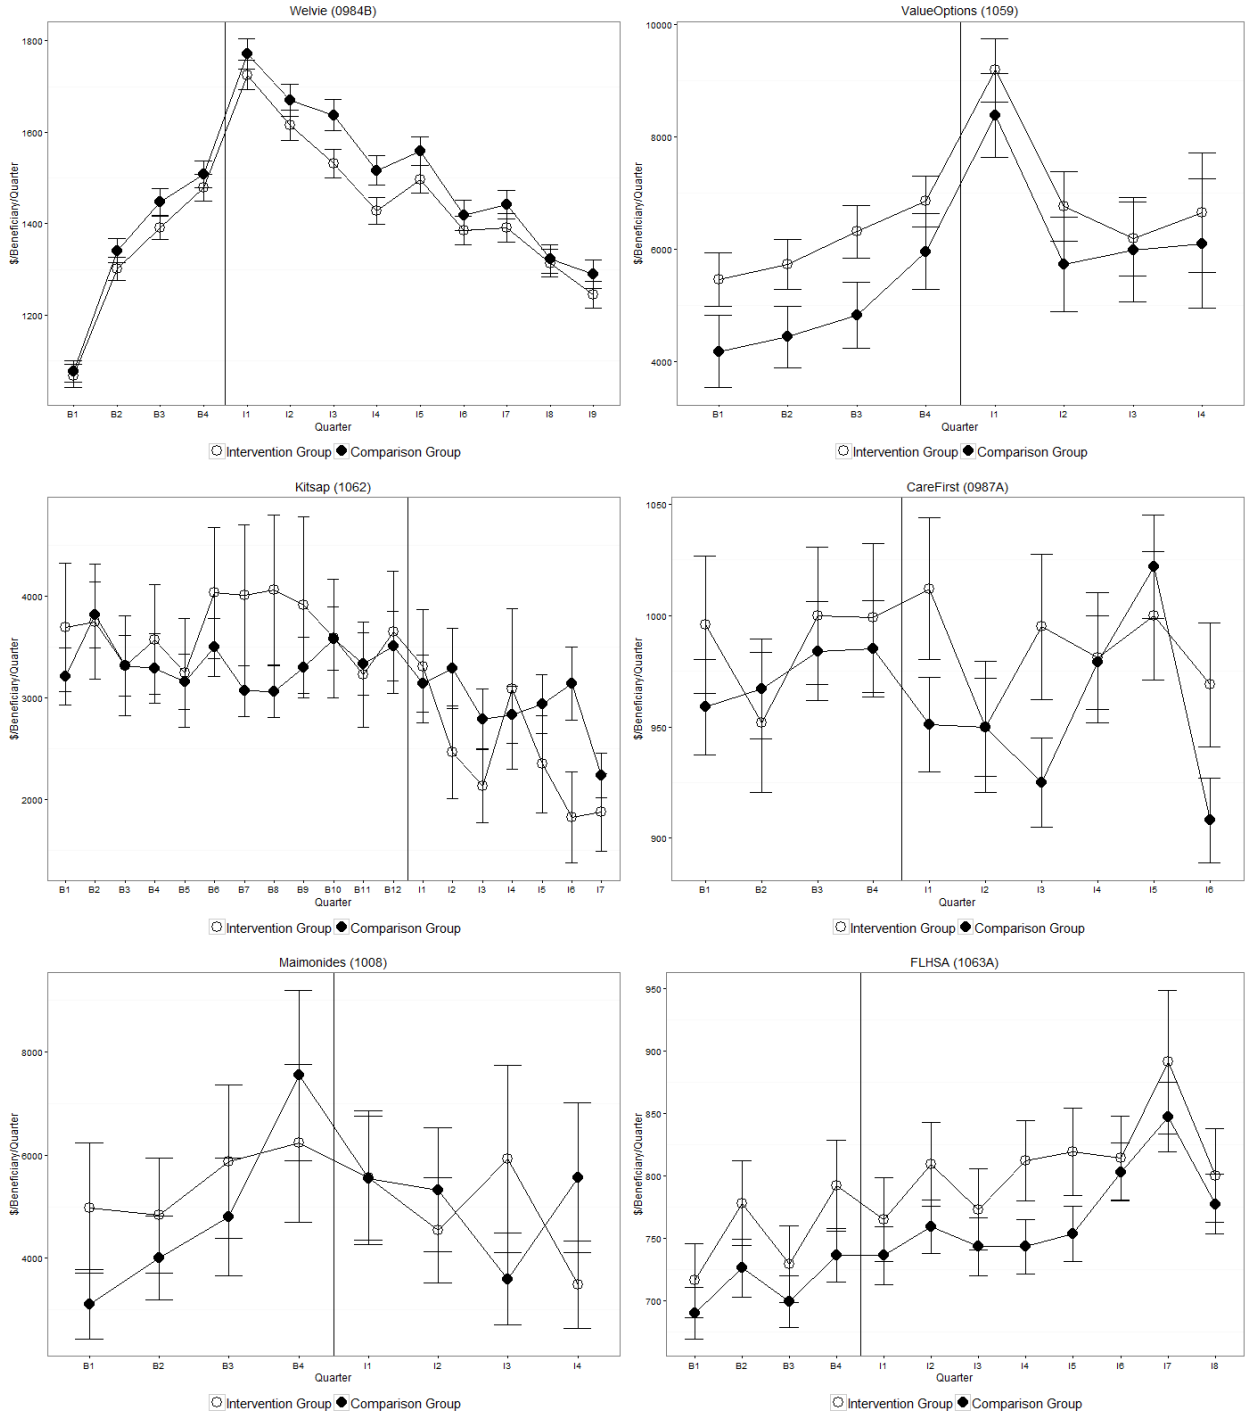 Welvie (0984B)
$/Beneficiary/Quarter
1800
1600
1400
1200
B1 B2 B3 B4 I1 I2 I3 I4 I5 I6 I7 I8 I9
Quarter
Intervention Group Comparison Group
ValueOptions (1059)
$/Beneficiary/Quarter
10000
8000
6000
4000
B1 B2 B3 B4 I1 I2 I3 I4
Quarter
Intervention Group Comparison Group
Kitsap (1062)
$/Beneficiary/Quarter
4000
3000
2000
B1 B2 B3 B4 B5 B6 B7 B8 B9 B10 B11 B12 I1 I2 I3 I4 I5 I6 I7
Quarter
Intervention Group Comparison Group
CareFirst (0987A)
$/Beneficiary/Quarter
1050
1000
950
900
B1 B2 B3 B4 I1 I2 I3 I4 I5 I6
Quarter
Intervention Group Comparison Group
Maimonides (1008)
$/Beneficiary/Quarter
8000
6000
4000
B1 B2 B3 B4 I1 I2 I3 I4
Quarter
Intervention Group Comparison Group
FLHSA (1063A)
$/Beneficiary/Quarter
950
900
850
800
750
700
B1 B2 B3 B4 I1 I2 I3 I4 I5 I6 I7 I8
Quarter
Intervention Group Comparison Group